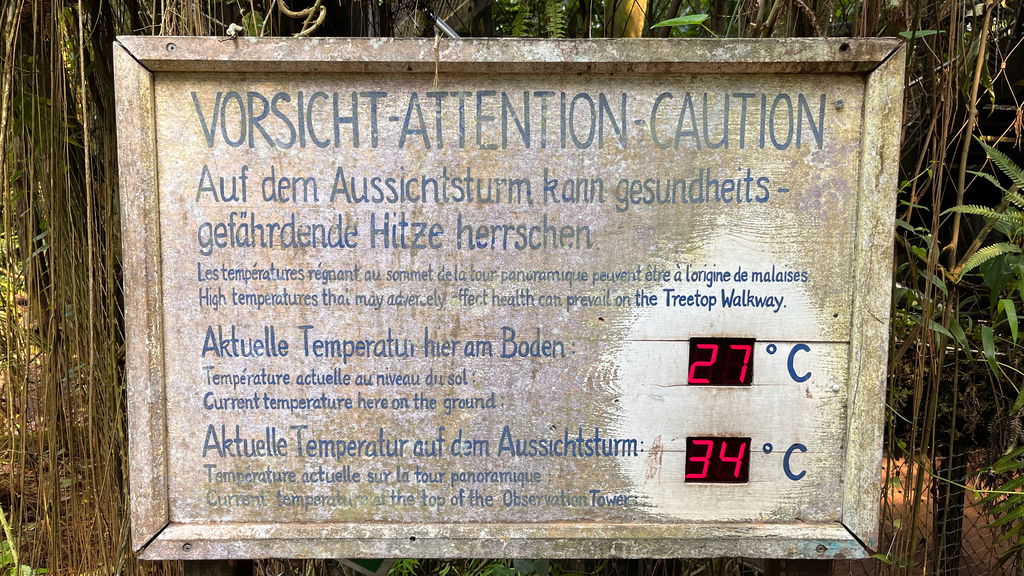 VORSICHT-ATTENTION-CAUTION
Auf dem Aussichtsturm kann gesundheits-
gefährdende Hitze herrschen.
Les températures régnant au sommet de la tour panoramique peuvent être à l'origine de malaises.
High temperatures that may adversely effect health can prevail on the Treetop Walkway.
Aktuelle Temperatur hier am Boden: 27 °C
Température actuelle au niveau du sol:
Current temperature here on the ground:
Aktuelle Temperatur auf dem Aussichtsturm: 34 °C
Temperature actuelle sur la tour panoramique:
Current temperature at the top of the Observation Tower: